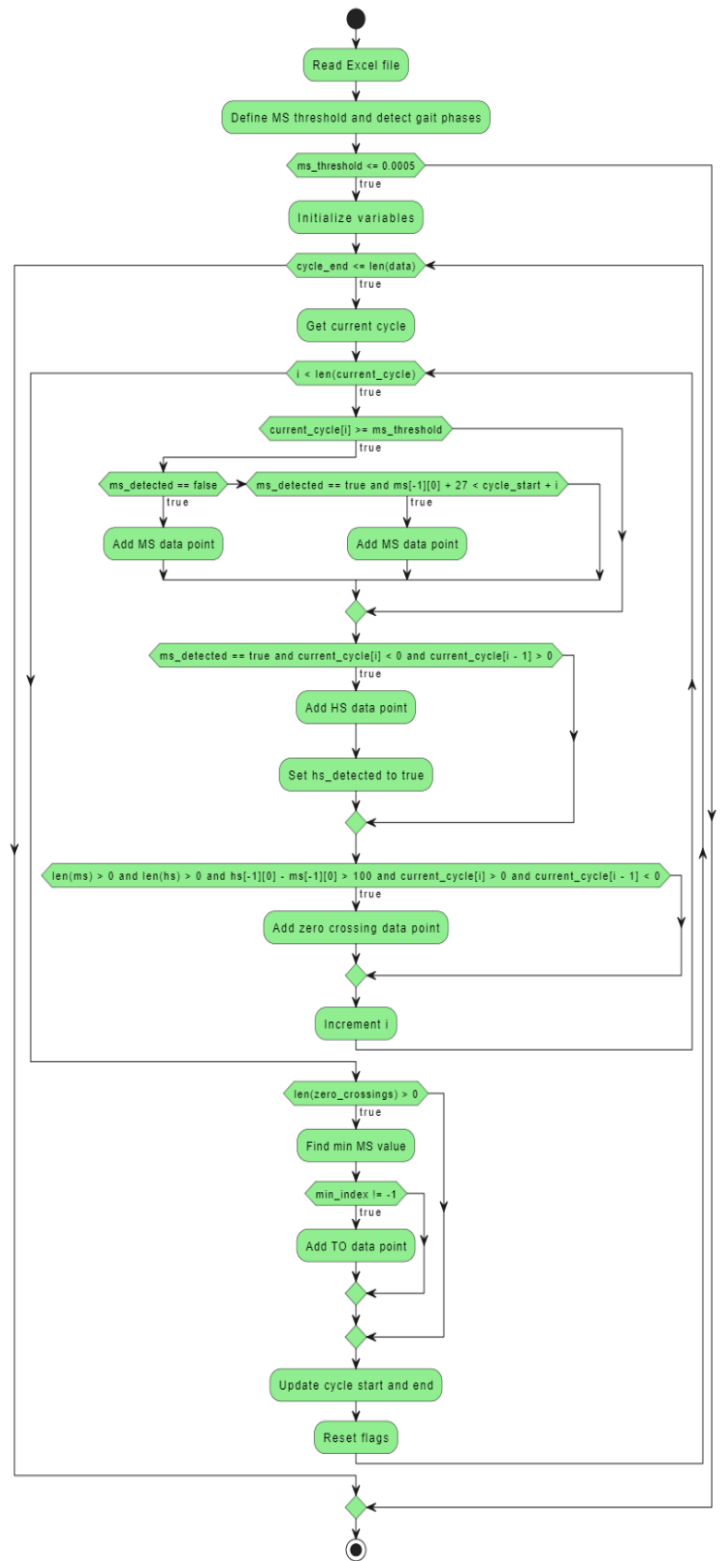 Read Excel file
Define MS threshold and detect gait phases
ms_threshold <= 0.0005
true
Initialize variables
cycle_end <= len(data)
true
Get current cycle
i < len(current_cycle)
true
current_cycle[i] >= ms_threshold
true
ms_detected == false
ms_detected == true and ms[-1][0] + 27 < cycle_start + i
true
true
Add MS data point
Add MS data point
ms_detected == true and current_cycle[i] < 0 and current_cycle[i - 1] > 0
true
Add HS data point
Set hs_detected to true
len(ms) > 0 and len(hs) > 0 and hs[-1][0] - ms[-1][0] > 100 and current_cycle[i] > 0 and current_cycle[i - 1] < 0
true
Add zero crossing data point
Increment i
len(zero_crossings) > 0
true
Find min MS value
min_index != -1
true
Add TO data point
Update cycle start and end
Reset flags